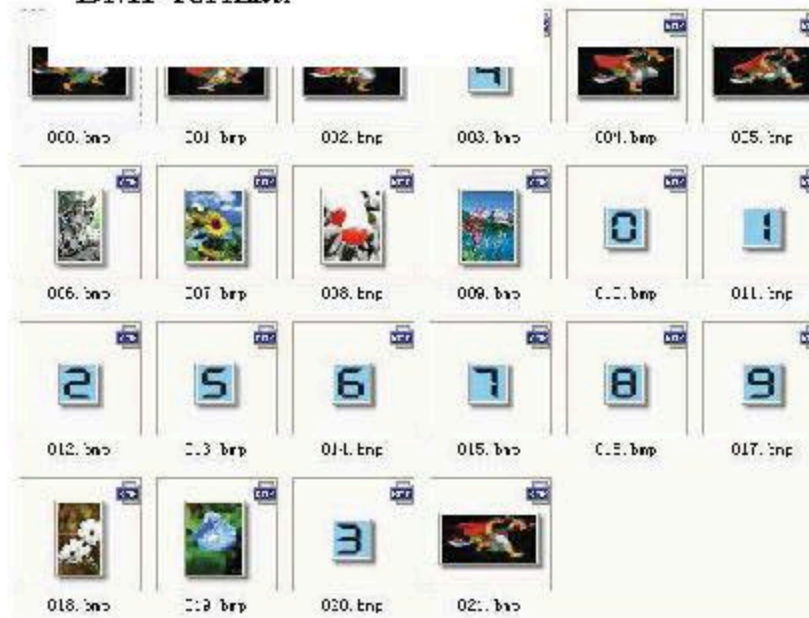 4
000.bmp 001.bmp 002.bmp 003.bmp 004.bmp 005.bmp
0 1
006.bmp 007.bmp 008.bmp 009.bmp 010.bmp 011.bmp
2 5 6 7 8 9
012.bmp 013.bmp 014.bmp 015.bmp 016.bmp 017.bmp
3
018.bmp 019.bmp 020.bmp 021.bmp